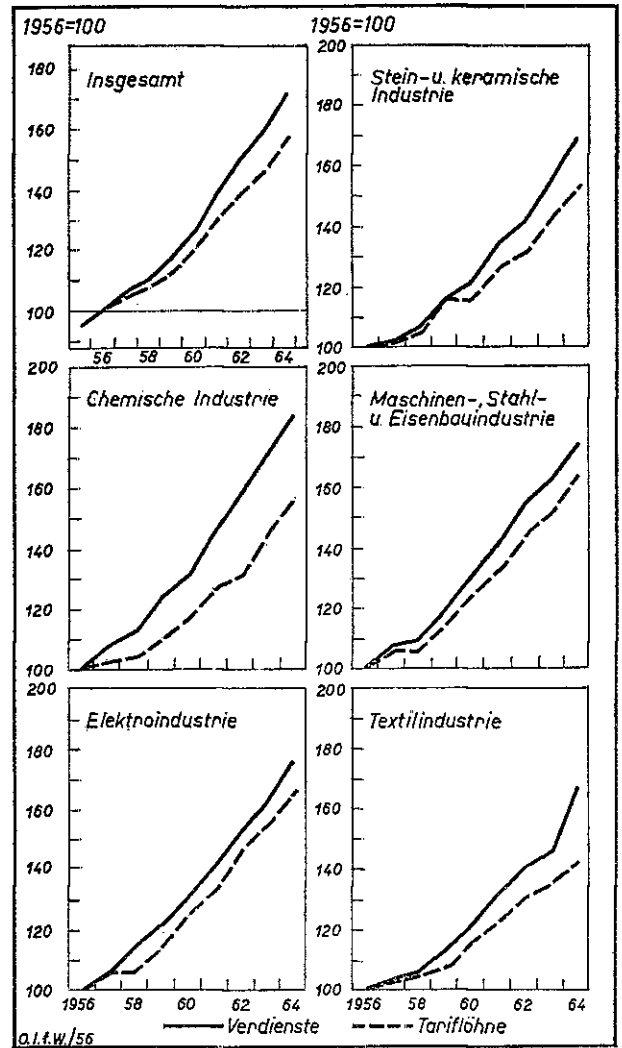 1956=100
1956=100
Insgesamt
180
160
140
120
100
56 58 60 62 64
Stein- u. keramische
Industrie
200
180
160
140
120
100
Chemische Industrie
200
180
160
140
120
100
Maschinen-, Stahl-
u. Eisenbauindustrie
200
180
160
140
120
100
Elektroindustrie
200
180
160
140
120
100
1956 58 60 62 64
Textilindustrie
200
180
160
140
120
100
1956 58 60 62 64
Verdienste
Tariflöhne
Ö.I.f.W./56